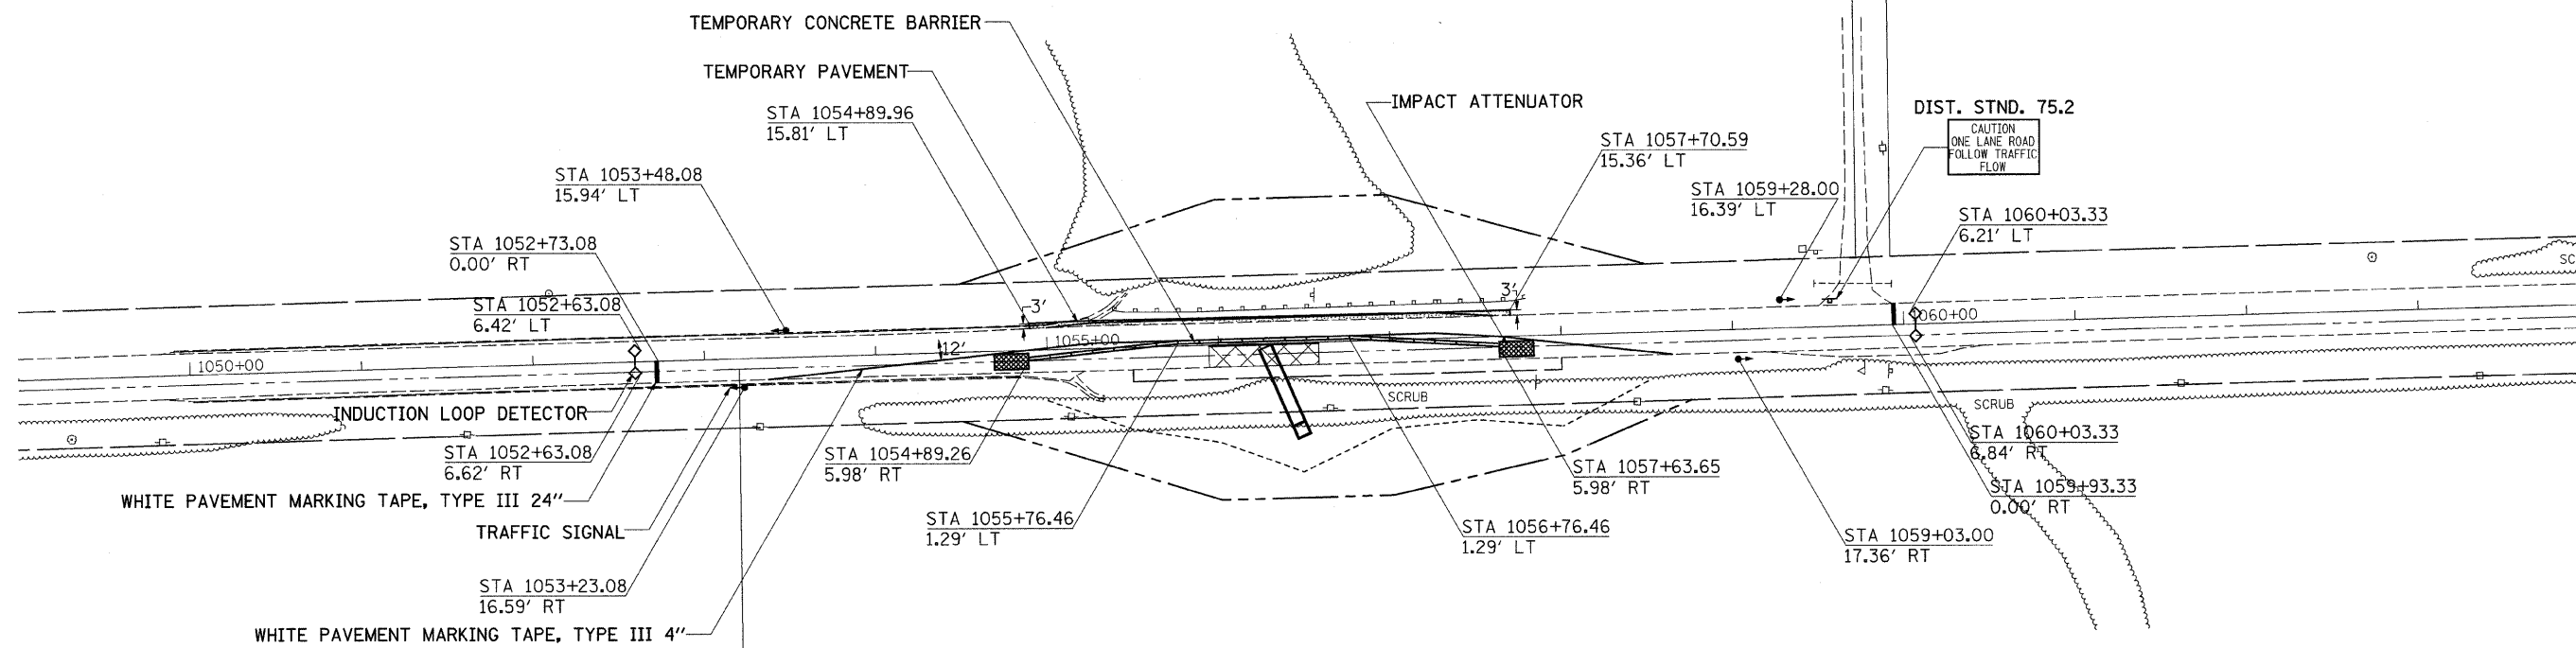 TEMPORARY CONCRETE BARRIER
TEMPORARY PAVEMENT
STA 1054+89.96
15.81' LT
IMPACT ATTENUATOR
DIST. STND. 75.2
CAUTION
ONE LANE ROAD
FOLLOW TRAFFIC
FLOW
STA 1057+70.59
15.36' LT
STA 1053+48.08
15.94' LT
STA 1059+28.00
16.39' LT
STA 1060+03.33
6.21' LT
STA 1052+73.08
0.00' RT
STA 1052+63.08
6.42' LT
3'
3'
12'
1050+00
1055+00
1060+00
SCRUB
SCRUB
SC
INDUCTION LOOP DETECTOR
STA 1052+63.08
6.62' RT
STA 1054+89.26
5.98' RT
STA 1057+63.65
5.98' RT
STA 1060+03.33
6.84' RT
STA 1059+93.33
0.00' RT
WHITE PAVEMENT MARKING TAPE, TYPE III 24"
TRAFFIC SIGNAL
STA 1055+76.46
1.29' LT
STA 1056+76.46
1.29' LT
STA 1059+03.00
17.36' RT
STA 1053+23.08
16.59' RT
WHITE PAVEMENT MARKING TAPE, TYPE III 4"